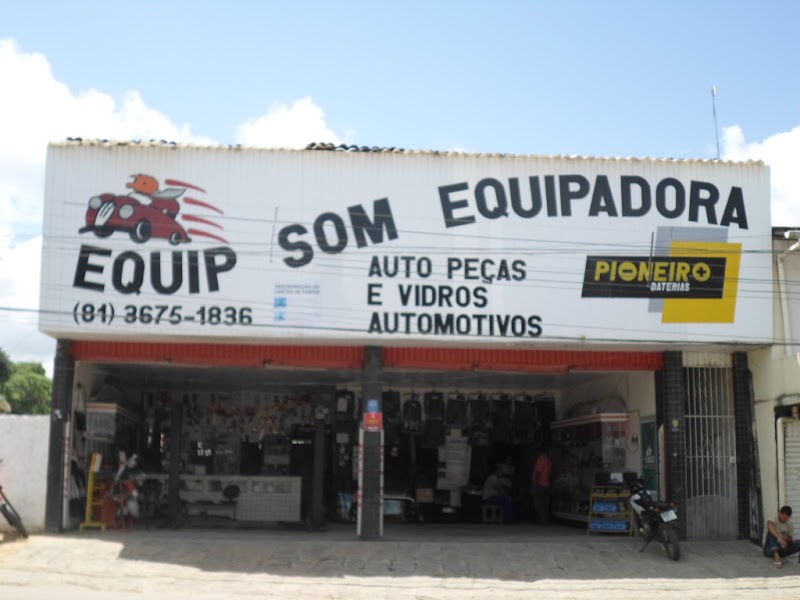 EQUIP SOM EQUIPADORA
(81) 3675-1836
AUTO PEÇAS
E VIDROS
AUTOMOTIVOS
PIONEIRO
BATERIAS